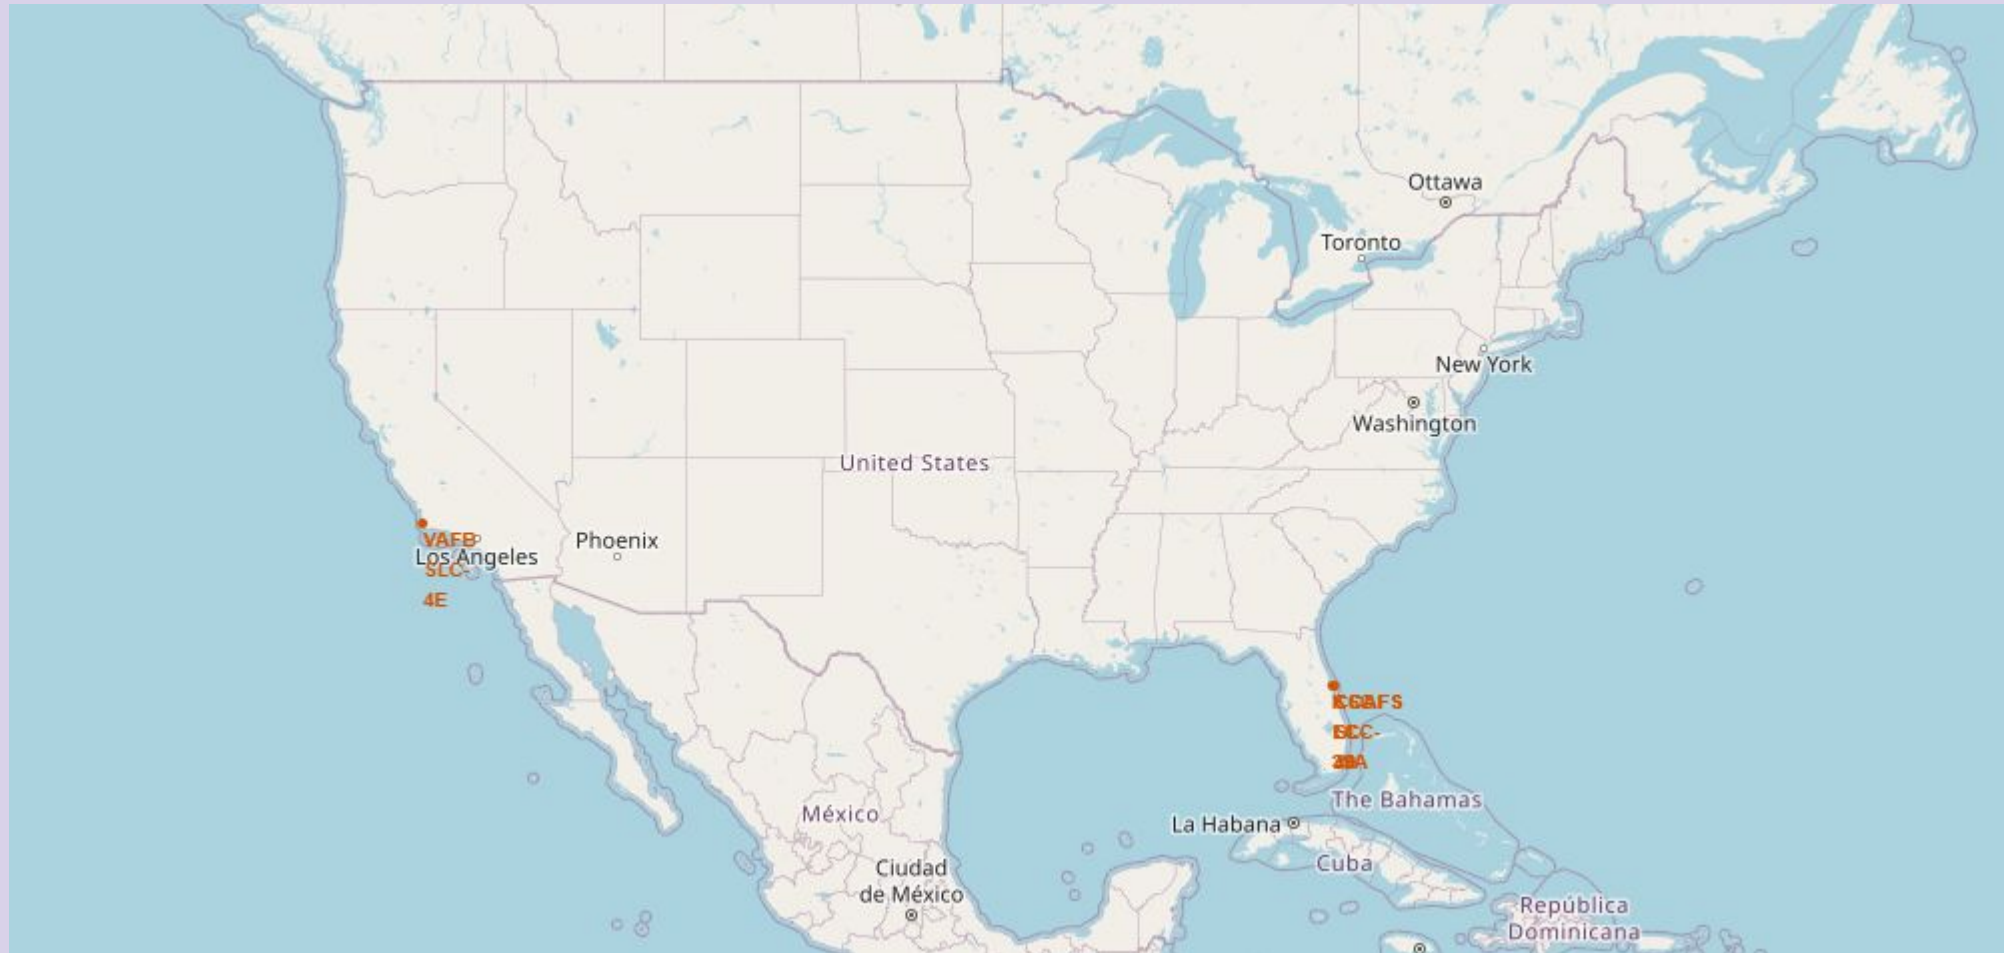 Ottawa
Toronto
New York
Washington
United States
VAFB
Los Angeles
SLC-
4E
Phoenix
The Bahamas
México
La Habana
Cuba
Ciudad
de México
República
Dominicana